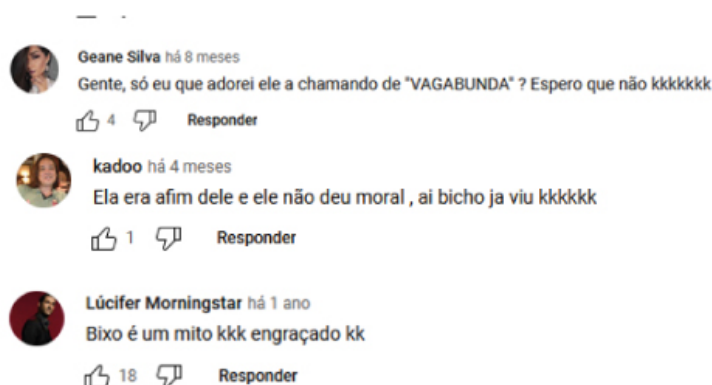 Geane Silva há 8 meses
Gente, só eu que adorei ele a chamando de "VAGABUNDA" ? Espero que não kkkkkkk
4 Responder
kadoo há 4 meses
Ela era afim dele e ele não deu moral , ai bicho ja viu kkkkkk
1 Responder
Lúcifer Morningstar há 1 ano
Bixo é um mito kkk engraçado kk
18 Responder